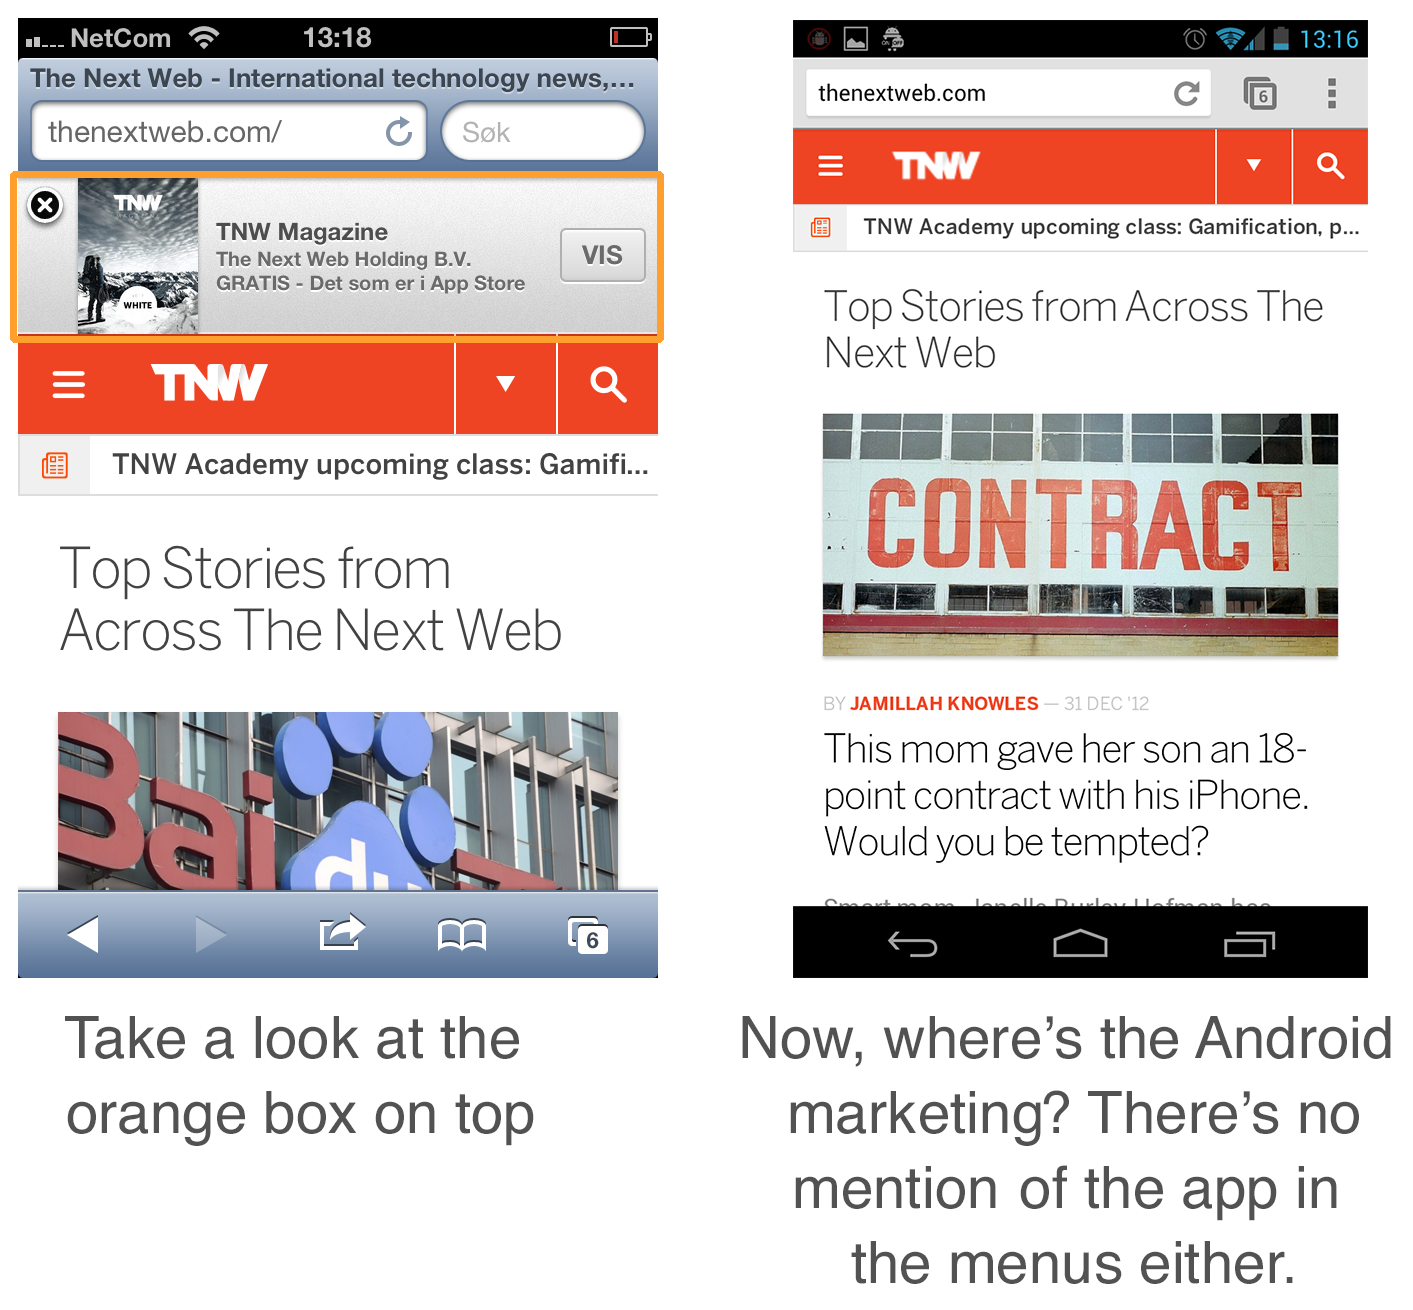 NetCom 13:18
The Next Web - International technology news,...
thenextweb.com/ Søk
TNW
TNW Magazine
The Next Web Holding B.V.
GRATIS - Det som er i App Store
VIS
WHITE
TNW
TNW Academy upcoming class: Gamifi...
Top Stories from
Across The Next Web
Bai
du
6
Take a look at the
orange box on top
13:16
thenextweb.com
6
TNW
TNW Academy upcoming class: Gamification, p...
Top Stories from Across The
Next Web
CONTRACT
BY JAMILLAH KNOWLES — 31 DEC '12
This mom gave her son an 18-
point contract with his iPhone.
Would you be tempted?
Now, where's the Android
marketing? There's no
mention of the app in
the menus either.